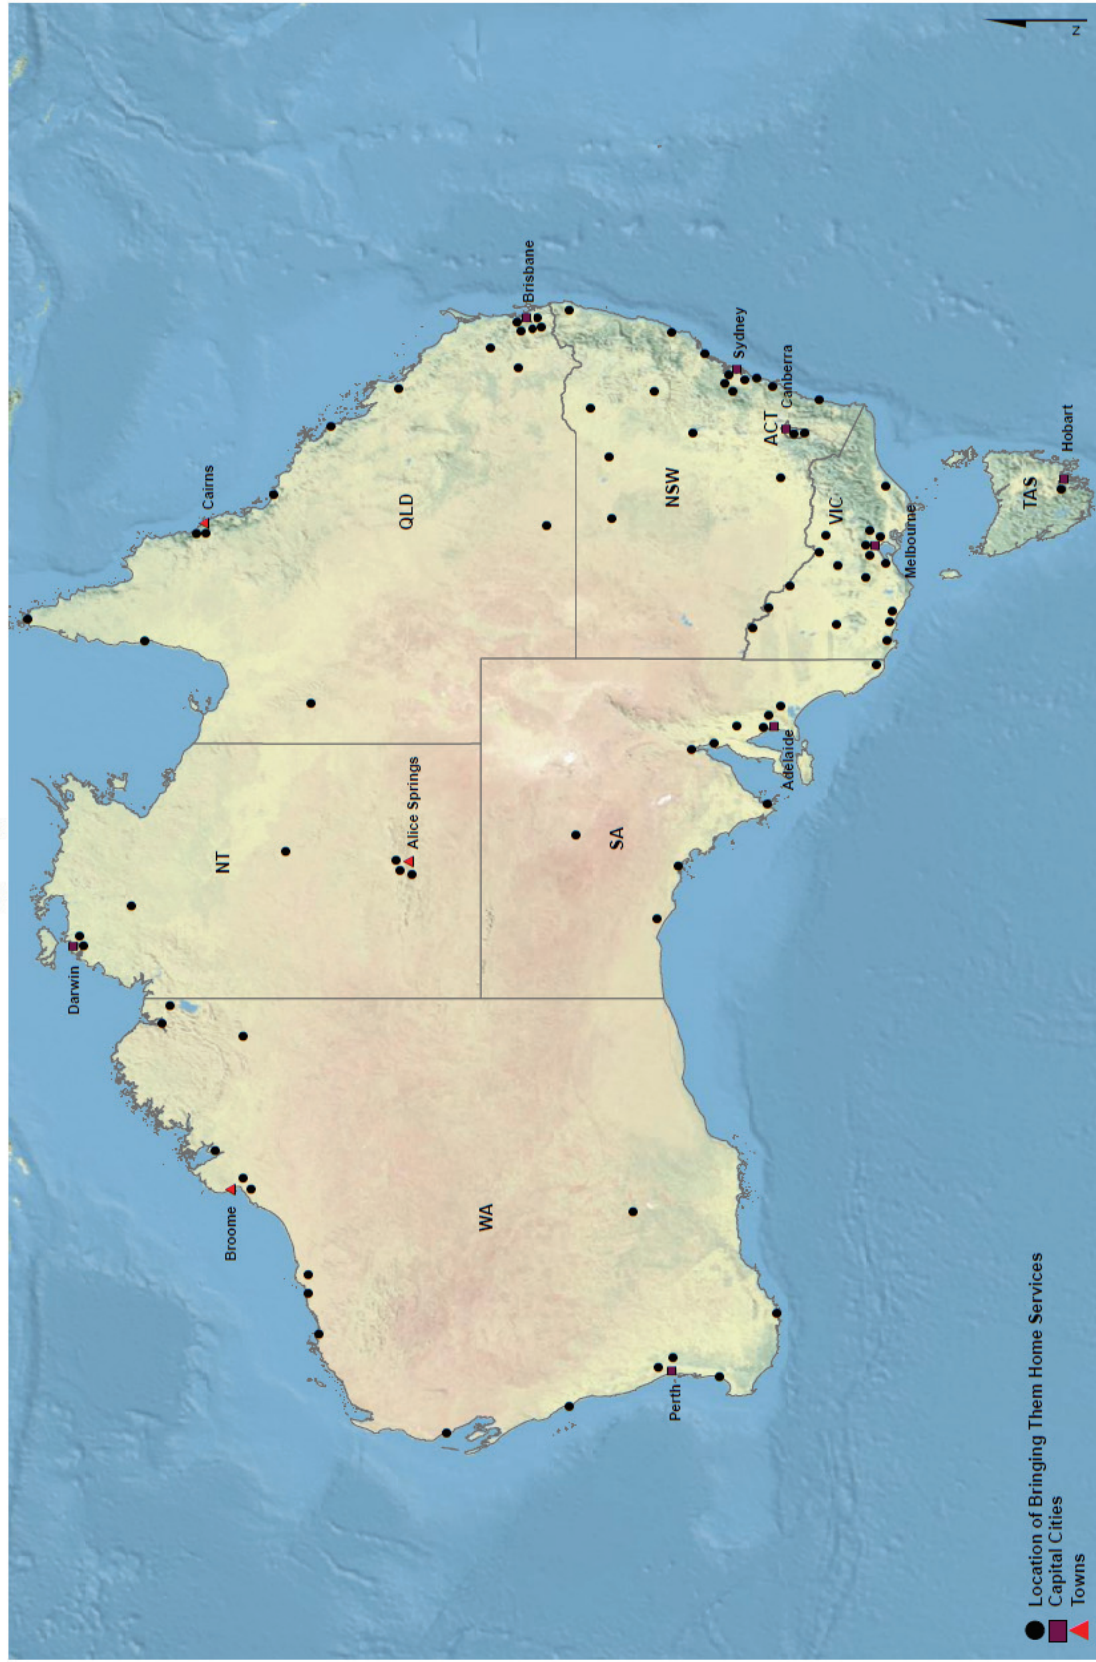 Darwin
Cairns
NT
Broome
Alice Springs
QLD
WA
Brisbane
SA
NSW
Perth
Sydney
ACT
Canberra
Adelaide
VIC
Melbourne
TAS
Hobart
Location of Bringing Them Home Services
Capital Cities
Towns
N